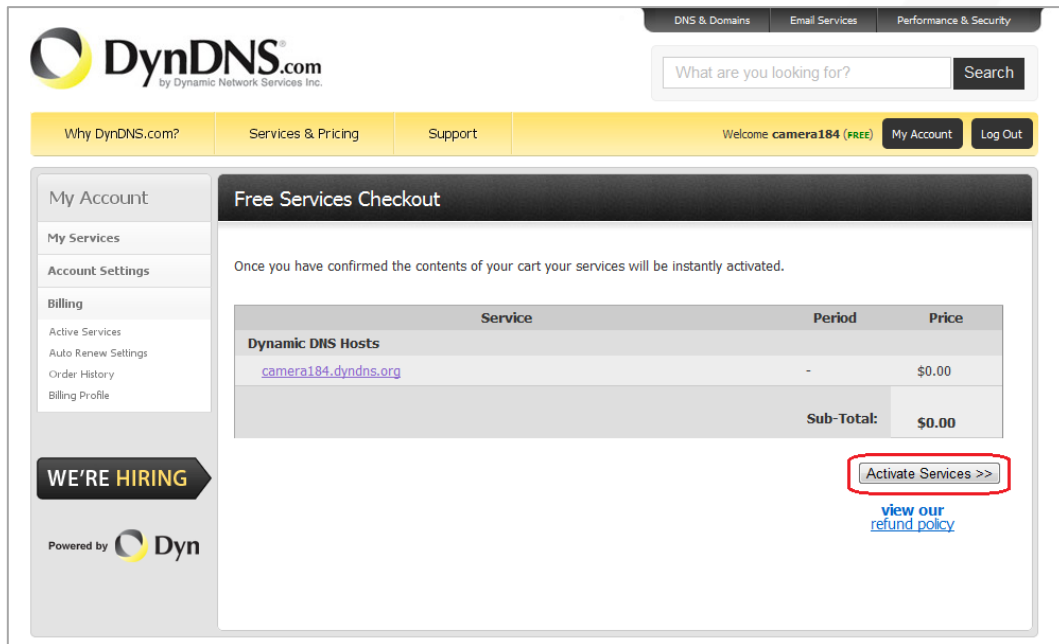 DNS & Domains Email Services Performance & Security
DynDNS.com
by Dynamic Network Services Inc.
What are you looking for? Search
Why DynDNS.com? Services & Pricing Support Welcome camera184 (FREE) My Account Log Out
My Account
My Services
Account Settings
Billing
Active Services
Auto Renew Settings
Order History
Billing Profile
WE'RE HIRING
Powered by Dyn
Free Services Checkout
Once you have confirmed the contents of your cart your services will be instantly activated.
Service Period Price
Dynamic DNS Hosts
camera184.dyndns.org - $0.00
Sub-Total: $0.00
Activate Services >>
view our
refund policy